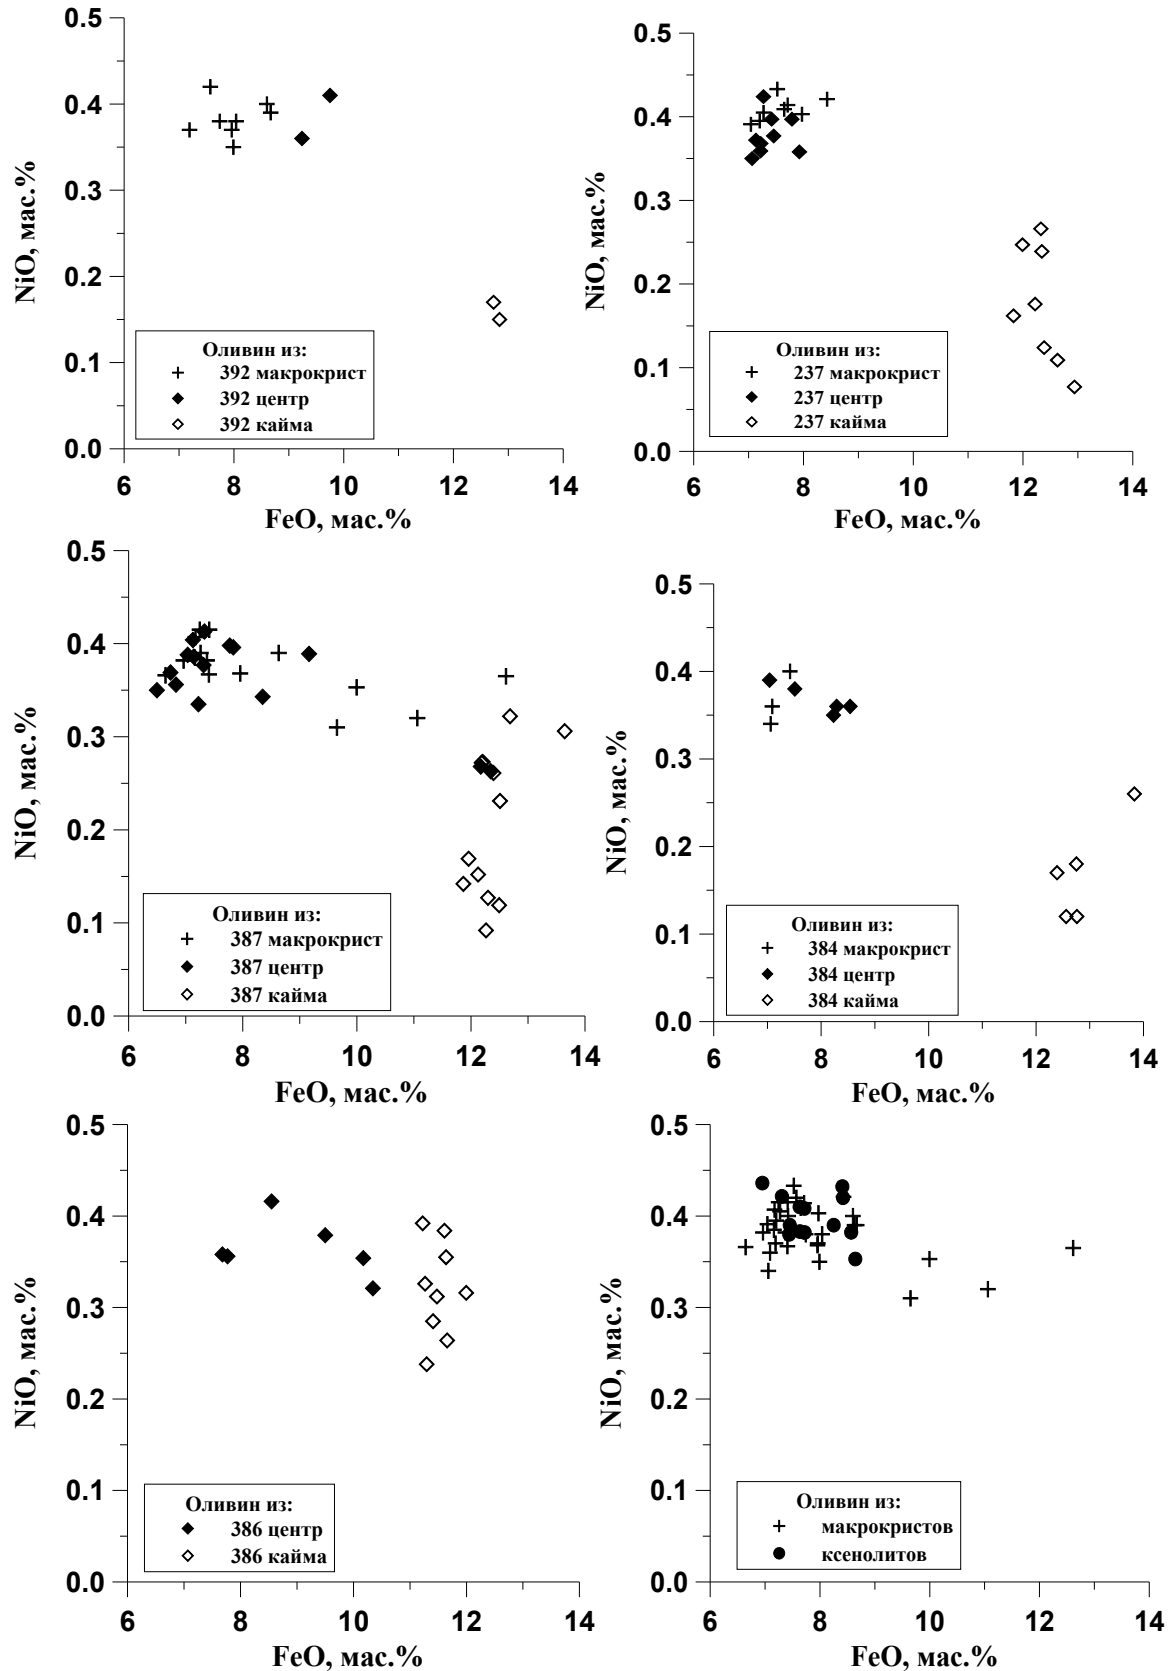 0.5
0.4
0.3
0.2
0.1
0.0
NiO, мас.%
Оливин из:
392 макрокрист
392 центр
392 кайма
6 8 10 12 14
FeO, мас.%
0.5
0.4
0.3
0.2
0.1
0.0
NiO, мас.%
Оливин из:
237 макрокрист
237 центр
237 кайма
6 8 10 12 14
FeO, мас.%
0.5
0.4
0.3
0.2
0.1
0.0
NiO, мас.%
Оливин из:
387 макрокрист
387 центр
387 кайма
6 8 10 12 14
FeO, мас.%
0.5
0.4
0.3
0.2
0.1
0.0
NiO, мас.%
Оливин из:
384 макрокрист
384 центр
384 кайма
6 8 10 12 14
FeO, мас.%
0.5
0.4
0.3
0.2
0.1
0.0
NiO, мас.%
Оливин из:
386 центр
386 кайма
6 8 10 12 14
FeO, мас.%
0.5
0.4
0.3
0.2
0.1
0.0
NiO, мас.%
Оливин из:
макрокристов
ксенолитов
6 8 10 12 14
FeO, мас.%